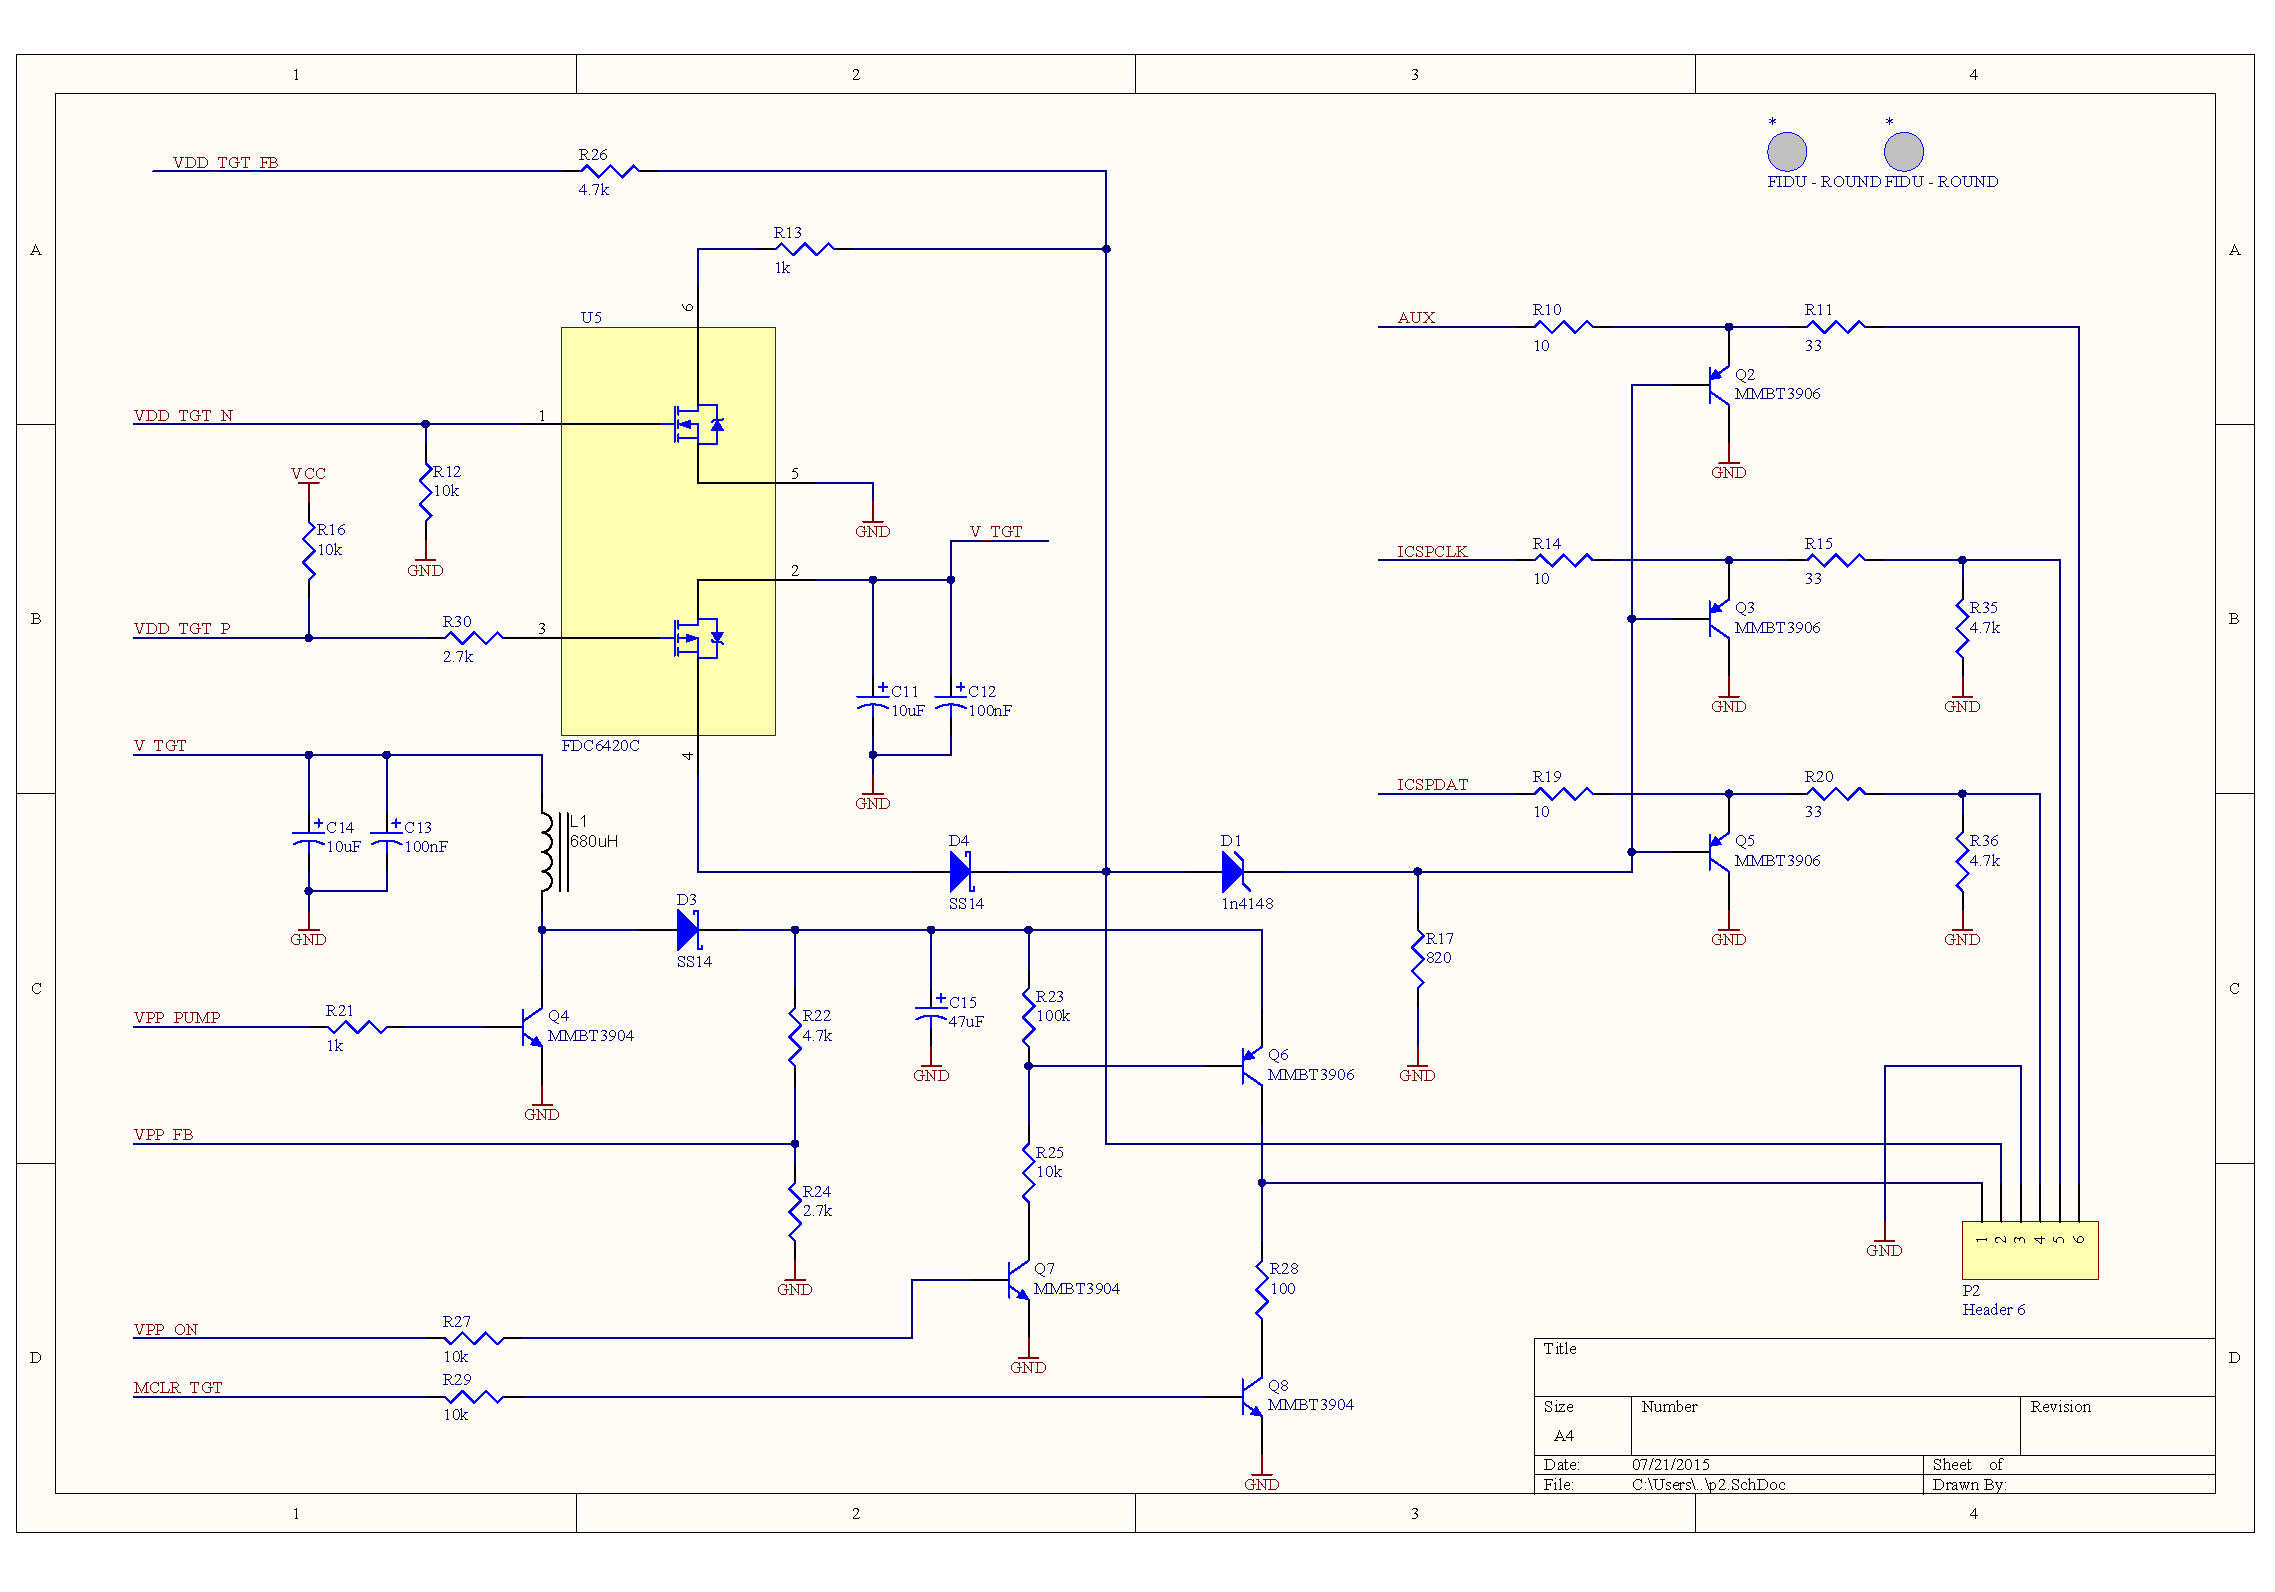 1 2 3 4
* *
FIDU - ROUND FIDU - ROUND
VDD_TGT_FB
R26
4.7k
R13
1k
A A
6
U5
AUX
R10
10
R11
33
Q2
MMBT3906
GND
VDD_TGT_N
1
R12
10k
GND
VCC
R16
10k
5
GND
V_TGT
2
ICSPCLK
R14
10
R15
33
Q3
MMBT3906
GND
R35
4.7k
GND
B B
VDD_TGT_P
R30
2.7k
3
C11
10uF
C12
100nF
GND
FDC6420C
4
V_TGT
C14
10uF
C13
100nF
GND
L1
680uH
ICSPDAT
R19
10
R20
33
Q5
MMBT3906
GND
R36
4.7k
GND
D4
SS14
D1
1n4148
D3
SS14
R17
820
GND
C C
VPP_PUMP
R21
1k
Q4
MMBT3904
GND
R22
4.7k
C15
47uF
GND
R23
100k
Q6
MMBT3906
VPP_FB
R25
10k
R24
2.7k
GND
GND
1 2 3 4 5 6
P2
Header 6
Q7
MMBT3904
GND
R28
100
VPP_ON
R27
10k
MCLR_TGT
R29
10k
Q8
MMBT3904
GND
D D
Title
Size Number Revision
A4
Date: 07/21/2015 Sheet of
File: C:\Users\..\p2.SchDoc Drawn By:
1 2 3 4